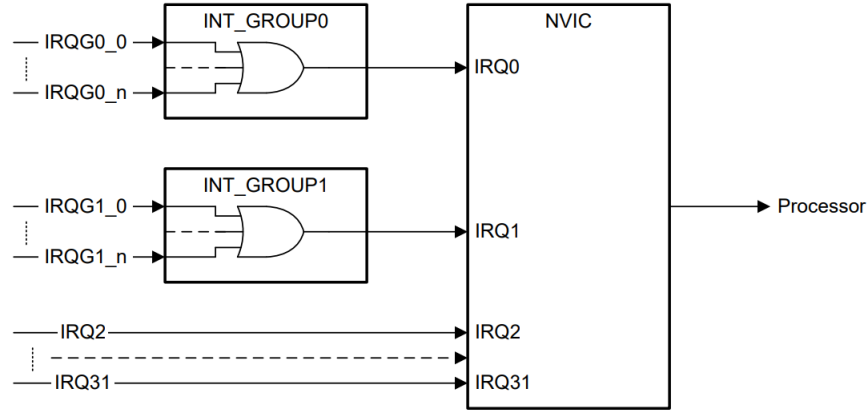 INT_GROUP0
NVIC
IRQG0_0
IRQG0_n
IRQ0
INT_GROUP1
IRQG1_0
IRQG1_n
IRQ1
Processor
IRQ2
IRQ2
IRQ31
IRQ31